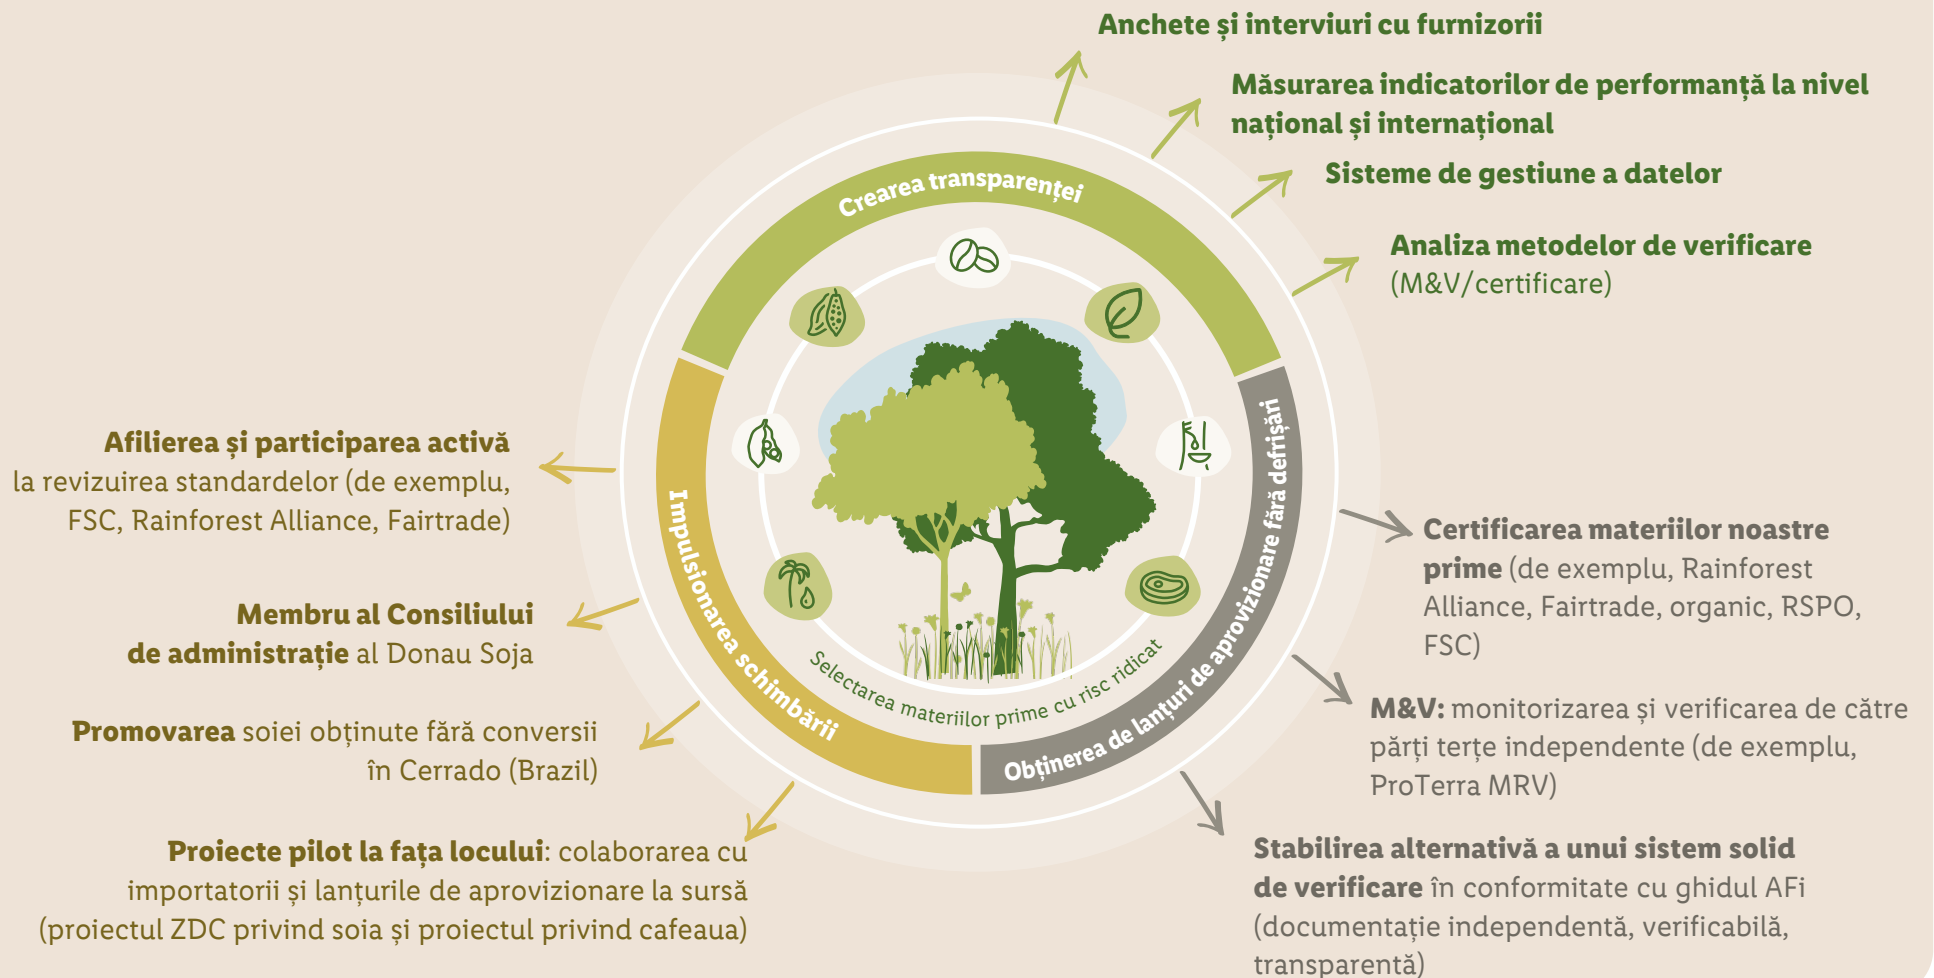 Anchete și interviuri cu furnizorii
Măsurarea indicatorilor de performanță la nivel
național și internațional
Sisteme de gestiune a datelor
Analiza metodelor de verificare
(M&V/certificare)
Crearea transparenței
Obținerea de lanțuri de aprovizionare fără defrișări
Impulsionarea schimbării
Selectarea materiilor prime cu risc ridicat
Afilierea și participarea activă
la revizuirea standardelor (de exemplu,
FSC, Rainforest Alliance, Fairtrade)
Membru al Consiliului
de administrație al Donau Soja
Promovarea soiei obținute fără conversii
în Cerrado (Brazil)
Proiecte pilot la fața locului: colaborarea cu
importatorii și lanțurile de aprovizionare la sursă
(proiectul ZDC privind soia și proiectul privind cafeaua)
Certificarea materiilor noastre
prime (de exemplu, Rainforest
Alliance, Fairtrade, organic, RSPO,
FSC)
M&V: monitorizarea și verificarea de către
părți terțe independente (de exemplu,
ProTerra MRV)
Stabilirea alternativă a unui sistem solid
de verificare în conformitate cu ghidul AFi
(documentație independentă, verificabilă,
transparentă)